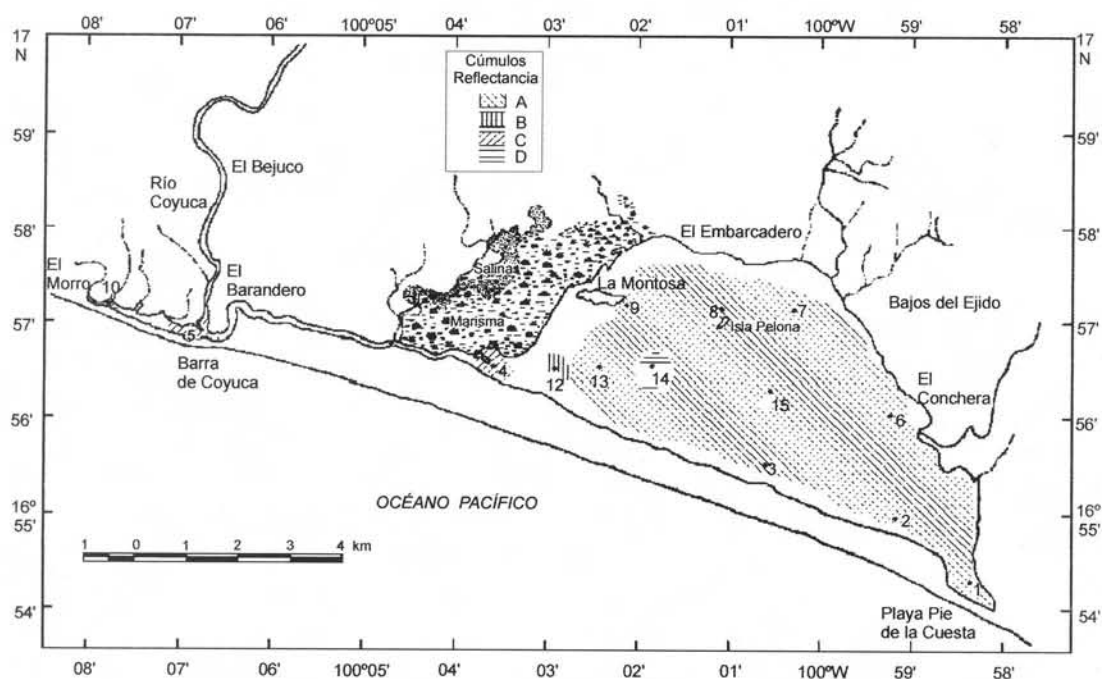 08' 07' 06' 100º05' 04' 03' 02' 01' 100ºW 59' 58'
17
N
17
N
Cúmulos
Reflectancia
A
B
C
D
59'
59'
El Bejuco
Río
Coyuca
58'
58'
El Embarcadero
El
Morro
10
El
Barandero
Salinas
La Montosa
Bajos del Ejido
9
8
7
Isla Pelona
57'
57'
5
Marisma
Barra
de Coyuca
4
12
13
14
15
El
Conchera
6
56'
56'
3
OCÉANO PACÍFICO
2
16º
55'
16º
55'
1 0 1 2 3 4 km
1
54'
54'
Playa Pie
de la Cuesta
08' 07' 06' 100º05' 04' 03' 02' 01' 100ºW 59' 58'